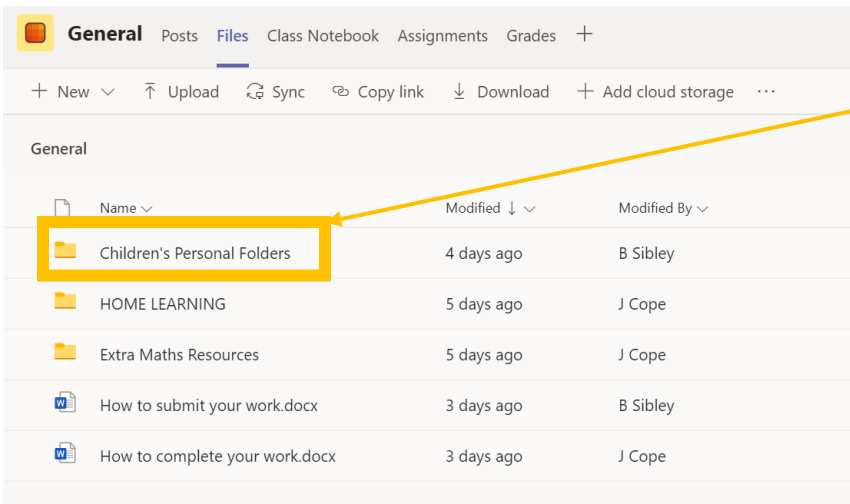 General Posts Files Class Notebook Assignments Grades +
+ New Upload Sync Copy link Download + Add cloud storage ...
General
Name Modified ↓ Modified By
Children's Personal Folders 4 days ago B Sibley
HOME LEARNING 5 days ago J Cope
Extra Maths Resources 5 days ago J Cope
How to submit your work.docx 3 days ago B Sibley
How to complete your work.docx 3 days ago J Cope